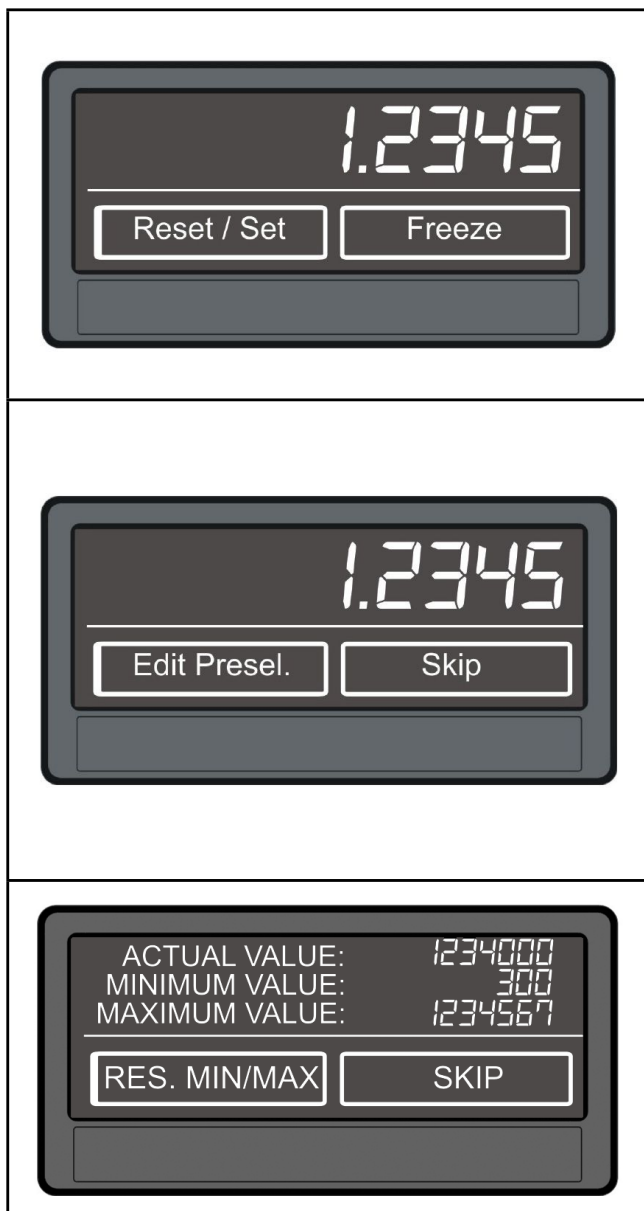 1.2345
Reset / Set Freeze
1.2345
Edit Presel. Skip
ACTUAL VALUE: 1234000
MINIMUM VALUE: 300
MAXIMUM VALUE: 1234567
RES. MIN/MAX SKIP